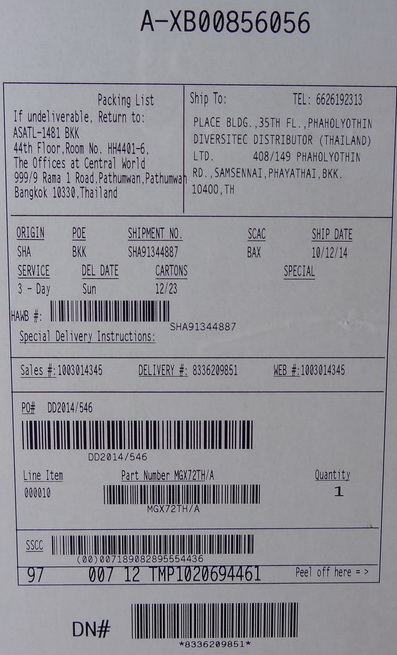 A-XB00856056
Packing List
If undeliverable, Return to:
ASATL-1481 BKK
44th Floor,Room No. HH4401-6,
The Offices at Central World
999/9 Rama 1 Road,Pathumwan,Pathumwan
Bangkok 10330,Thailand
Ship To: TEL: 6626192313
PLACE BLDG.,35TH FL.,PHAHOLYOTHIN
DIVERSITEC DISTRIBUTOR (THAILAND)
LTD. 408/149 PHAHOLYOTHIN
RD.,SAMSENNAI,PHAYATHAI,BKK.
10400,TH
ORIGIN POE SHIPMENT NO. SCAC SHIP DATE
SHA BKK SHA91344887 BAX 10/12/14
SERVICE DEL DATE CARTONS SPECIAL
3 - Day Sun 12/23
HAWB #:
SHA91344887
Special Delivery Instructions:
Sales #:1003014345 DELIVERY #: 8336209851 WEB #:1003014345
PO# DD2014/546
DD2014/546
Line Item Part Number MGX72TH/A Quantity
000010 1
MGX72TH/A
SSCC
(00)007189082895554436
97 007 12 TMP1020694461 Peel off here = >
DN#
*8336209851*